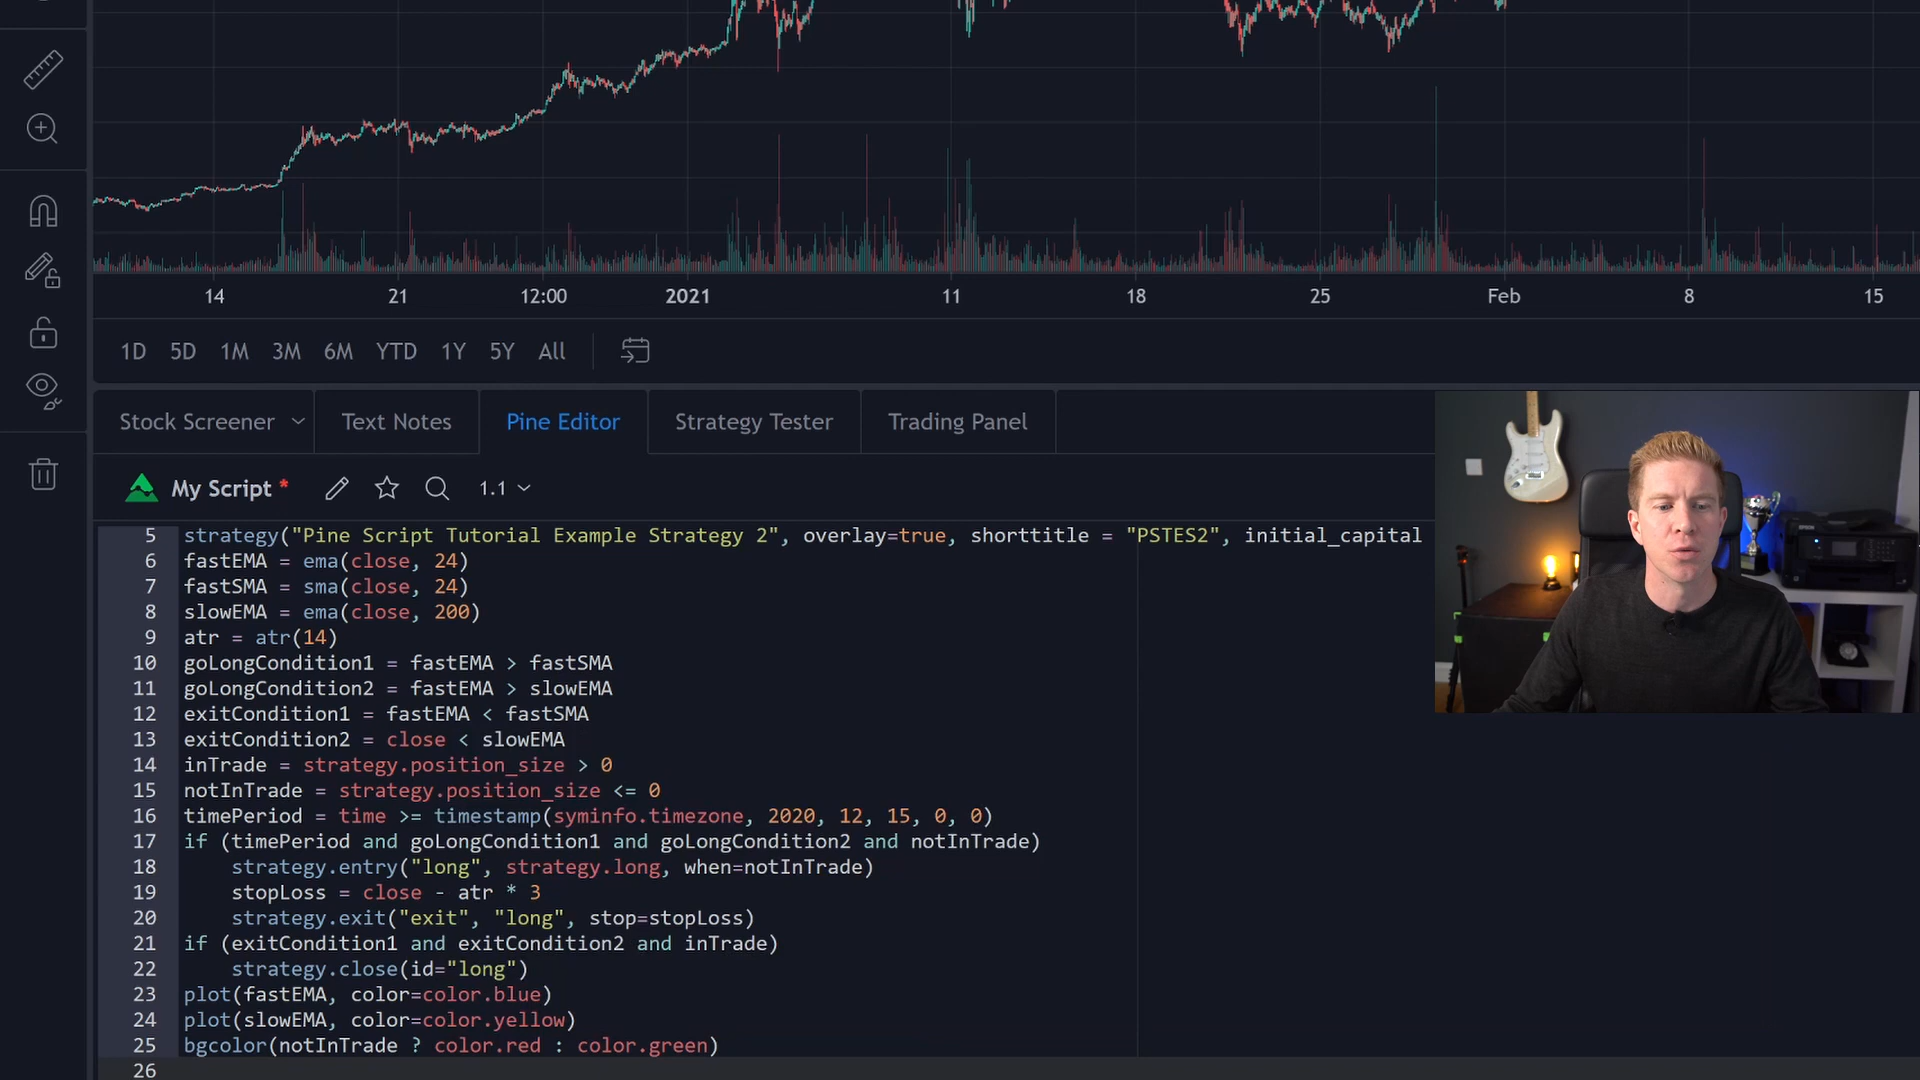 14 21 12:00 2021 11 18 25 Feb 8 15
1D 5D 1M 3M 6M YTD 1Y 5Y All
Stock Screener Text Notes Pine Editor Strategy Tester Trading Panel
My Script * 1.1
5 strategy("Pine Script Tutorial Example Strategy 2", overlay=true, shorttitle = "PSTES2", initial_capital
6 fastEMA = ema(close, 24)
7 fastSMA = sma(close, 24)
8 slowEMA = ema(close, 200)
9 atr = atr(14)
10 goLongCondition1 = fastEMA > fastSMA
11 goLongCondition2 = fastEMA > slowEMA
12 exitCondition1 = fastEMA < fastSMA
13 exitCondition2 = close < slowEMA
14 inTrade = strategy.position_size > 0
15 notInTrade = strategy.position_size <= 0
16 timePeriod = time >= timestamp(syminfo.timezone, 2020, 12, 15, 0, 0)
17 if (timePeriod and goLongCondition1 and goLongCondition2 and notInTrade)
18 strategy.entry("long", strategy.long, when=notInTrade)
19 stopLoss = close - atr * 3
20 strategy.exit("exit", "long", stop=stopLoss)
21 if (exitCondition1 and exitCondition2 and inTrade)
22 strategy.close(id="long")
23 plot(fastEMA, color=color.blue)
24 plot(slowEMA, color=color.yellow)
25 bgcolor(notInTrade ? color.red : color.green)
26